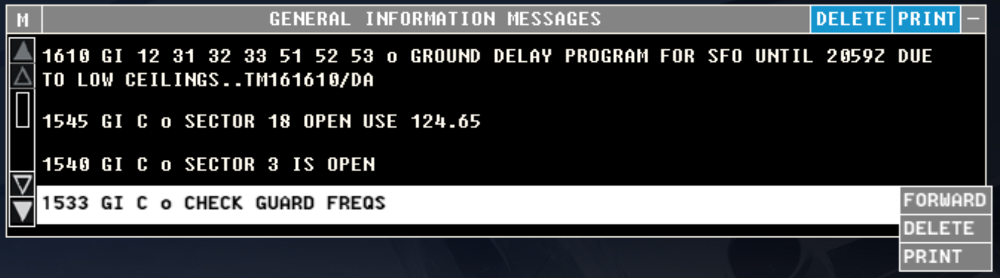 M GENERAL INFORMATION MESSAGES DELETE PRINT –
1610 GI 12 31 32 33 51 52 53 o GROUND DELAY PROGRAM FOR SFO UNTIL 2059Z DUE
TO LOW CEILINGS..TM161610/DA
1545 GI C o SECTOR 18 OPEN USE 124.65
1540 GI C o SECTOR 3 IS OPEN
1533 GI C o CHECK GUARD FREQS
FORWARD
DELETE
PRINT